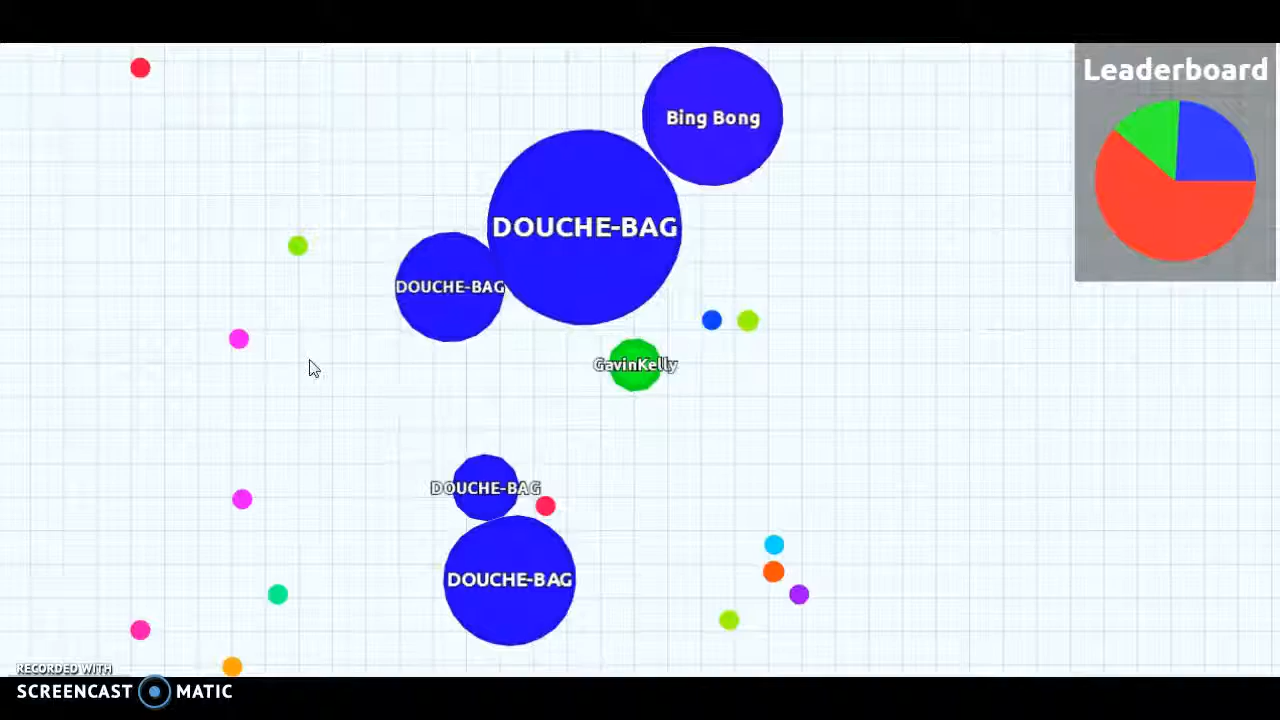 Leaderboard
Bing Bong
DOUCHE-BAG
DOUCHE-BAG
GavinKelly
DOUCHE-BAG
DOUCHE-BAG
RECORDED WITH
SCREENCAST MATIC